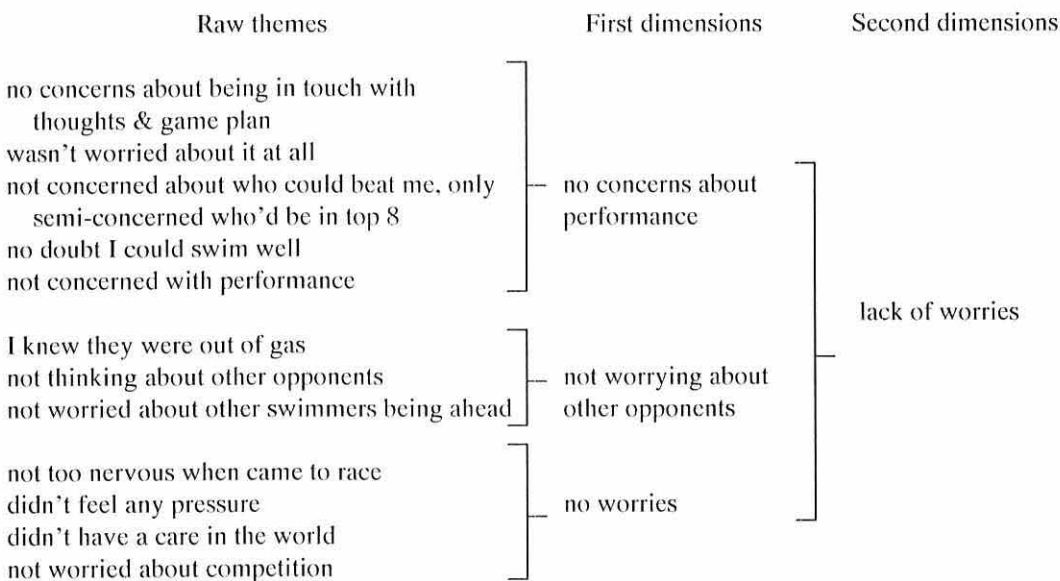 Raw themes First dimensions Second dimensions
no concerns about being in touch with
thoughts & game plan
wasn't worried about it at all
not concerned about who could beat me, only
semi-concerned who'd be in top 8
no doubt I could swim well
not concerned with performance
no concerns about
performance
I knew they were out of gas
not thinking about other opponents
not worried about other swimmers being ahead
not worrying about
other opponents
not too nervous when came to race
didn't feel any pressure
didn't have a care in the world
not worried about competition
no worries
lack of worries